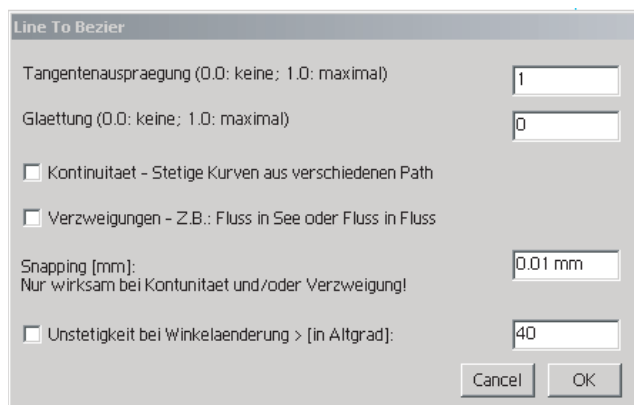 Line To Bezier
Tangentenauspraegung (0.0: keine; 1.0: maximal)
1
Glaettung (0.0: keine; 1.0: maximal)
0
Kontinuitaet - Stetige Kurven aus verschiedenen Path
Verzweigungen - Z.B.: Fluss in See oder Fluss in Fluss
Snapping [mm]:
0.01 mm
Nur wirksam bei Kontunitaet und/oder Verzweigung!
Unstetigkeit bei Winkelaenderung > [in Altgrad]:
40
Cancel
OK